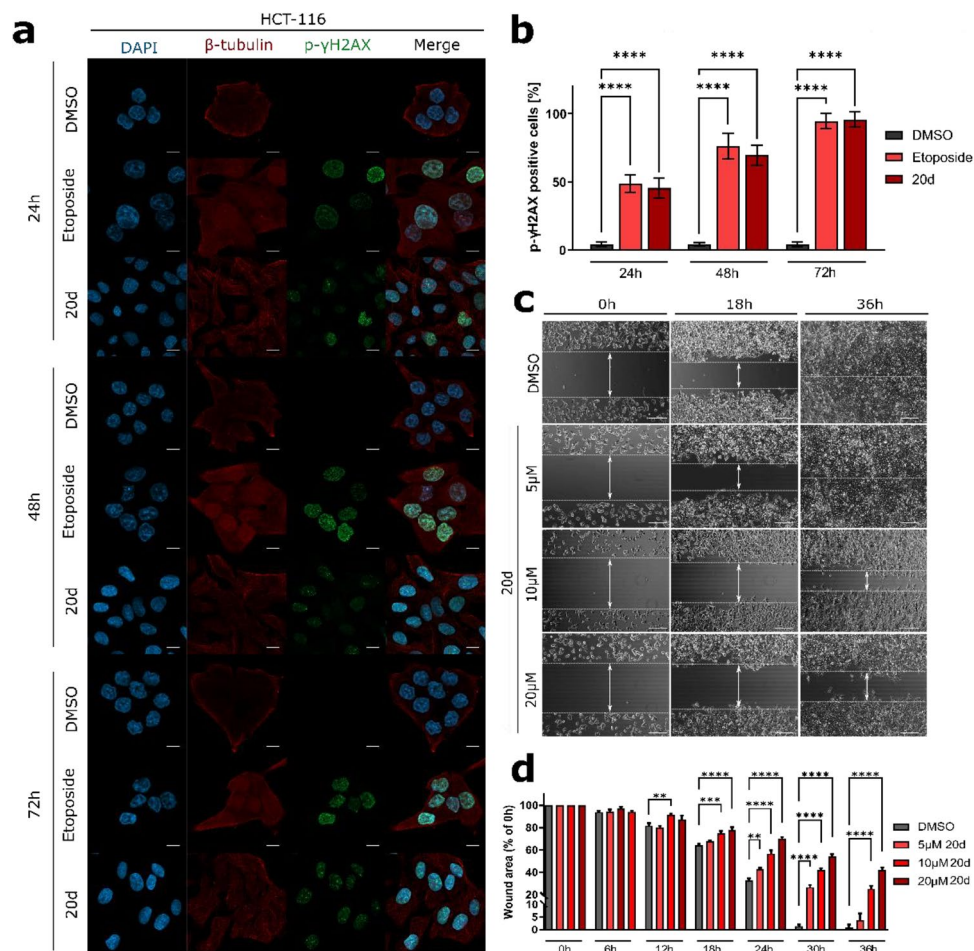 a
HCT-116
DAPI β-tubulin p-γH2AX Merge
24h
DMSO
Etoposide
20d
48h
DMSO
Etoposide
20d
72h
DMSO
Etoposide
20d
b
p-γH2AX positive cells [%]
100
50
0
**** **** ****
**** **** ****
24h 48h 72h
DMSO
Etoposide
20d
c
0h 18h 36h
DMSO
20d
5µM
10µM
20µM
d
Wound area (% of 0h)
100
80
60
40
20
10
5
0
**
****
***
****
****
**
****
****
****
****
****
0h 6h 12h 18h 24h 30h 36h
DMSO
5µM 20d
10µM 20d
20µM 20d